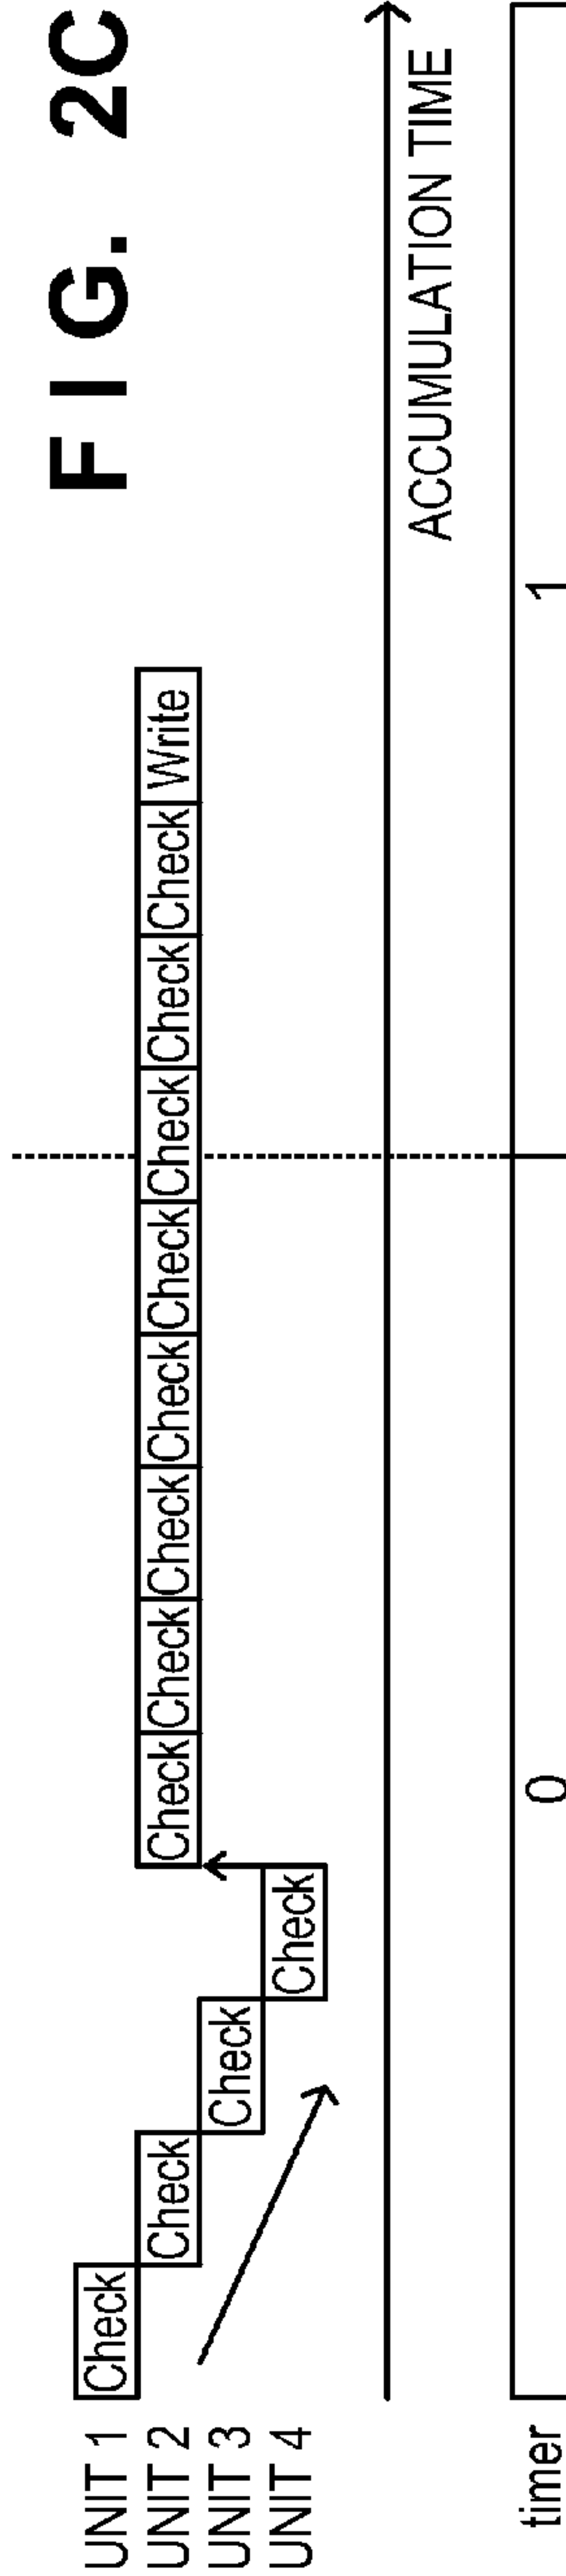 FIG. 2C
UNIT 1 Check
UNIT 2 Check Check Check Check Check Check Check Check Check Write
UNIT 3 Check
UNIT 4 Check
ACCUMULATION TIME
timer 0 1